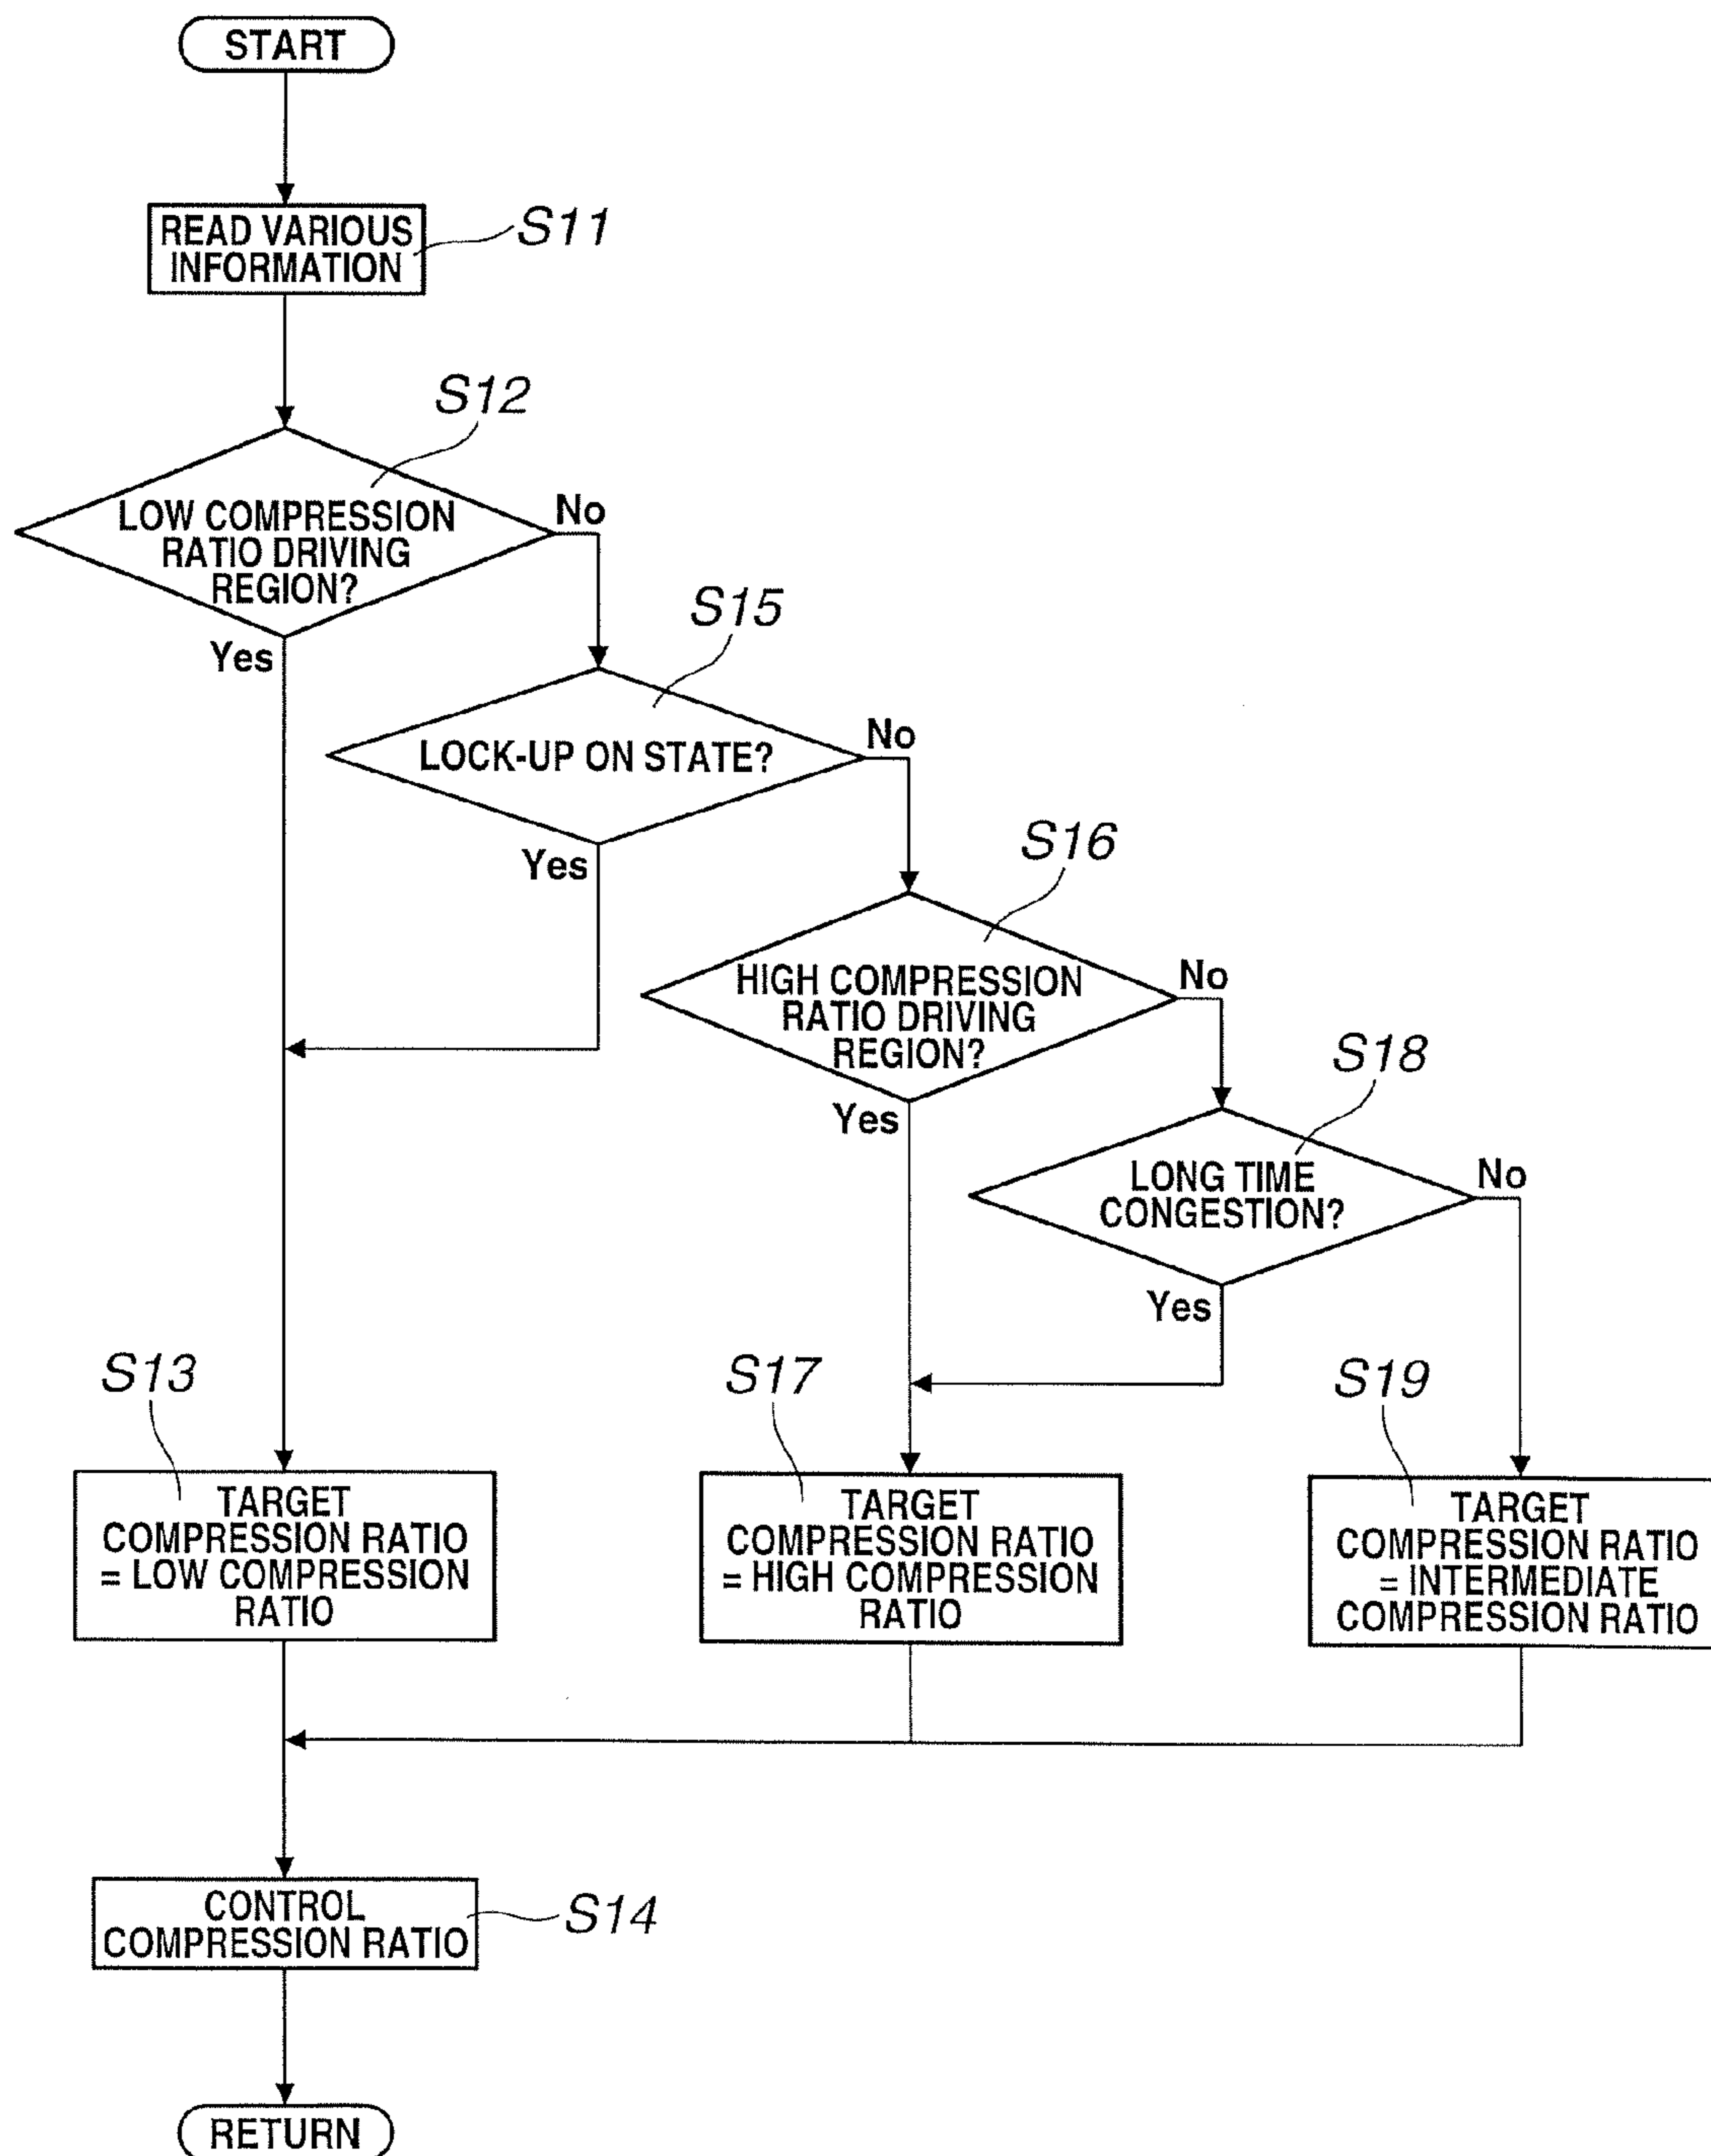 START
READ VARIOUS
INFORMATION
S11
S12
LOW COMPRESSION
RATIO DRIVING
REGION?
No
Yes
S15
LOCK-UP ON STATE?
No
Yes
S16
HIGH COMPRESSION
RATIO DRIVING
REGION?
No
Yes
S18
LONG TIME
CONGESTION?
No
Yes
S13
TARGET
COMPRESSION RATIO
= LOW COMPRESSION
RATIO
S17
TARGET
COMPRESSION RATIO
= HIGH COMPRESSION
RATIO
S19
TARGET
COMPRESSION RATIO
= INTERMEDIATE
COMPRESSION RATIO
CONTROL
COMPRESSION RATIO
S14
RETURN